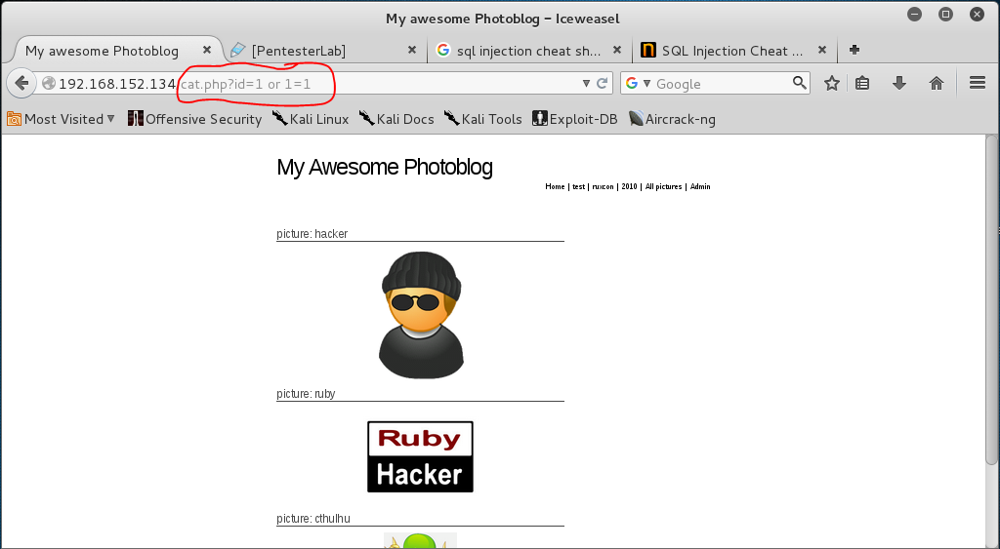 My awesome Photoblog - Iceweasel
My awesome Photoblog
[PentesterLab]
sql injection cheat sh...
SQL Injection Cheat ...
192.168.152.134/cat.php?id=1 or 1=1
Google
Most Visited
Offensive Security
Kali Linux
Kali Docs
Kali Tools
Exploit-DB
Aircrack-ng
My Awesome Photoblog
Home | test | ruxcon | 2010 | All pictures | Admin
picture: hacker
picture: ruby
Ruby
Hacker
picture: cthulhu